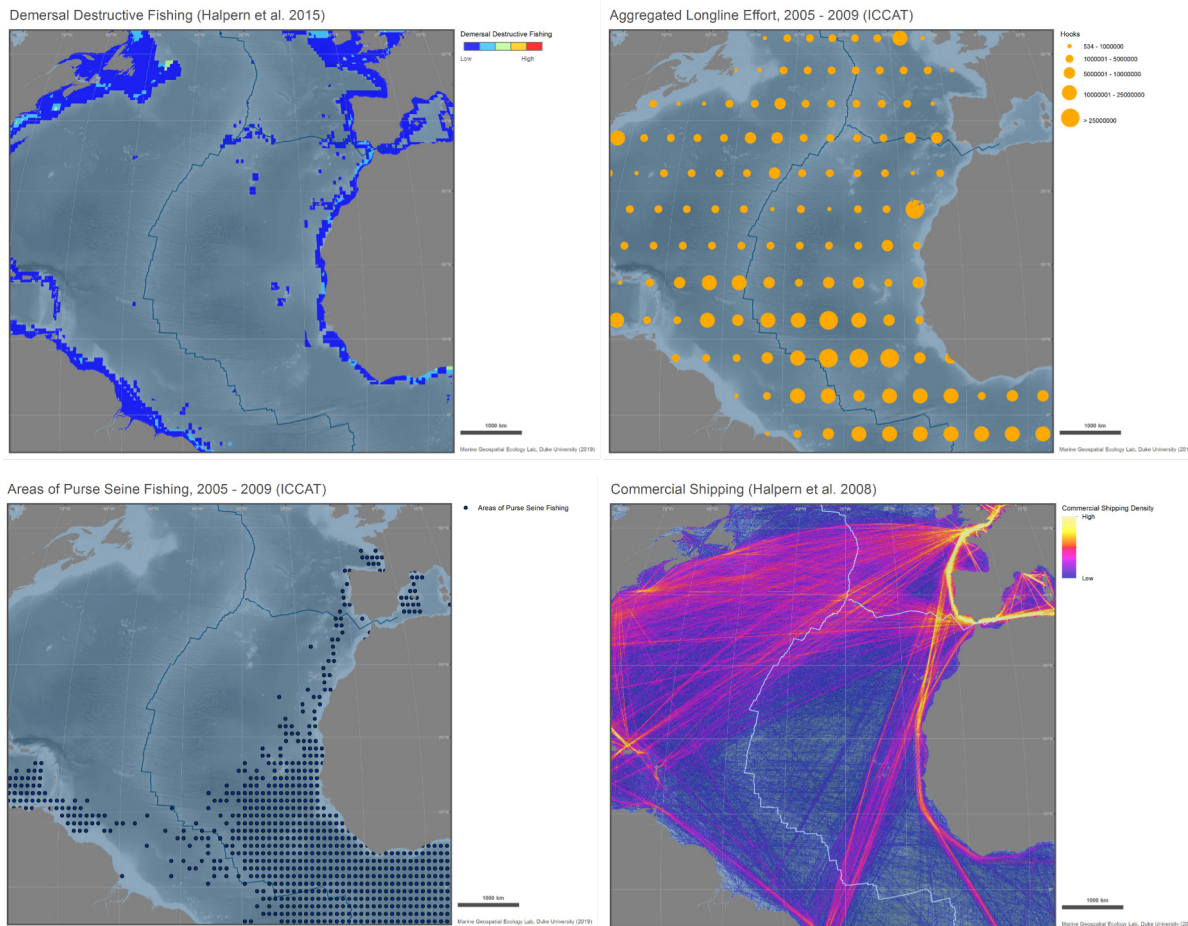 Demersal Destructive Fishing (Halpern et al. 2015)
Demersal Destructive Fishing
Low
High
1000 km
Marine Geospatial Ecology Lab, Duke University (2019)
Aggregated Longline Effort, 2005 - 2009 (ICCAT)
Hooks
534 - 1000000
1000001 - 5000000
5000001 - 10000000
10000001 - 25000000
> 25000000
1000 km
Marine Geospatial Ecology Lab, Duke University (201
Areas of Purse Seine Fishing, 2005 - 2009 (ICCAT)
Areas of Purse Seine Fishing
1000 km
Marine Geospatial Ecology Lab, Duke University (2019)
Commercial Shipping (Halpern et al. 2008)
Commercial Shipping Density
High
Low
1000 km
Marine Geospatial Ecology Lab, Duke University (201